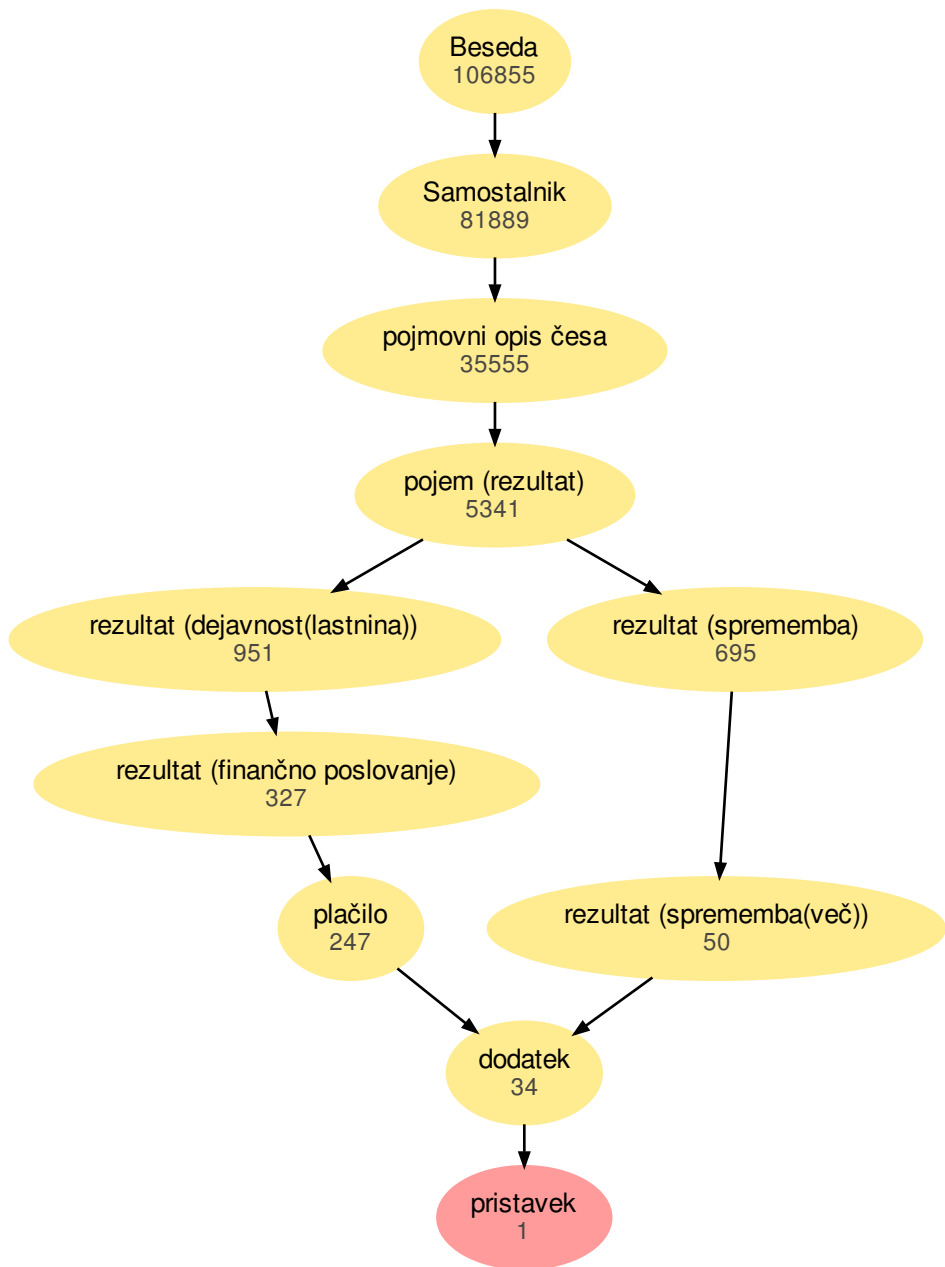 Beseda
106855
Samostalnik
81889
pojmovni opis česa
35555
pojem (rezultat)
5341
rezultat (dejavnost(lastnina))
951
rezultat (sprememba)
695
rezultat (finančno poslovanje)
327
plačilo
247
rezultat (sprememba(več))
50
dodatek
34
pristavek
1